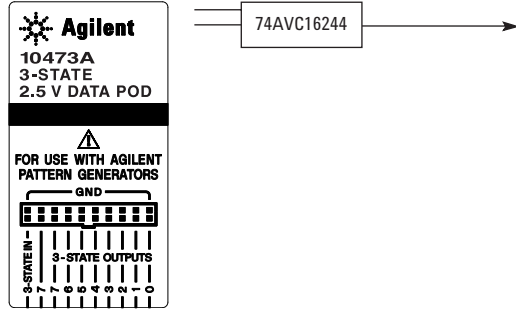 Agilent
10473A
3-STATE
2.5 V DATA POD
FOR USE WITH AGILENT
PATTERN GENERATORS
GND
3-STATE IN
3-STATE OUTPUTS
7 7 6 5 4 3 2 1 0
74AVC16244